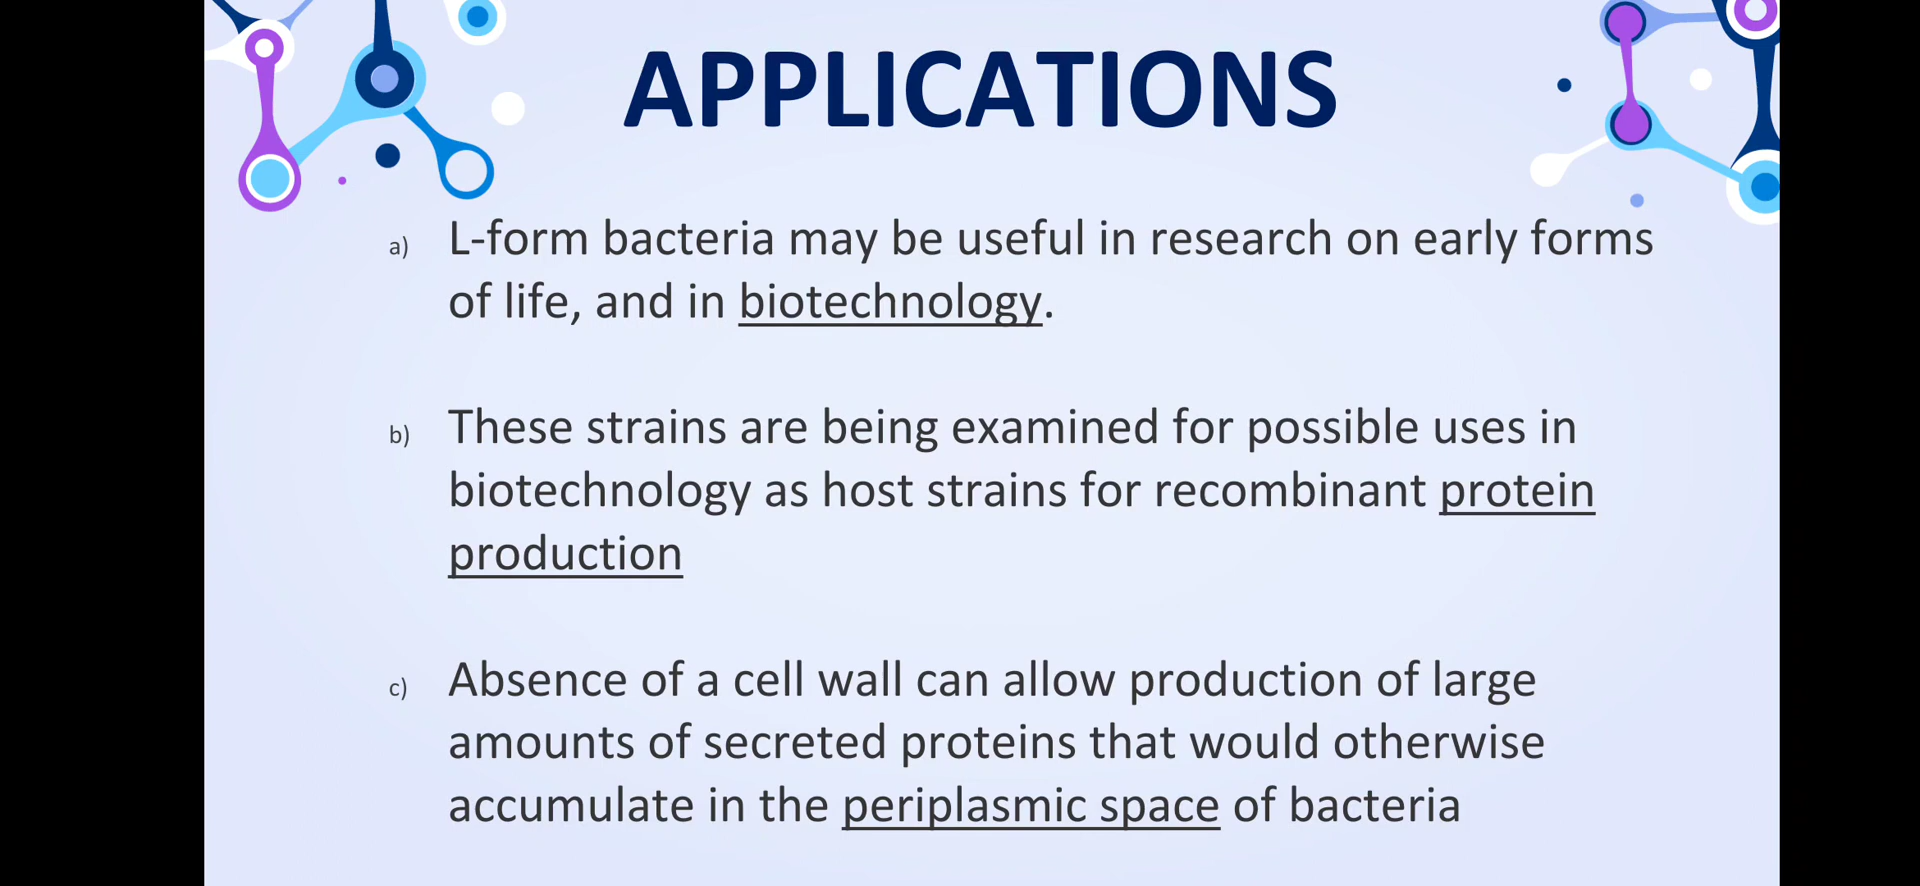 APPLICATIONS
a) L-form bacteria may be useful in research on early forms
of life, and in biotechnology.
b) These strains are being examined for possible uses in
biotechnology as host strains for recombinant protein
production
c) Absence of a cell wall can allow production of large
amounts of secreted proteins that would otherwise
accumulate in the periplasmic space of bacteria